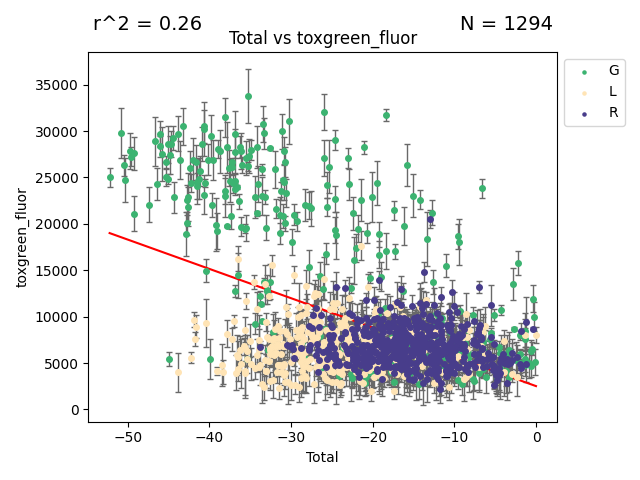 r^2 = 0.26
N = 1294
Total vs toxgreen_fluor
G
L
R
toxgreen_fluor
35000
30000
25000
20000
15000
10000
5000
0
−50
−40
−30
−20
−10
0
Total